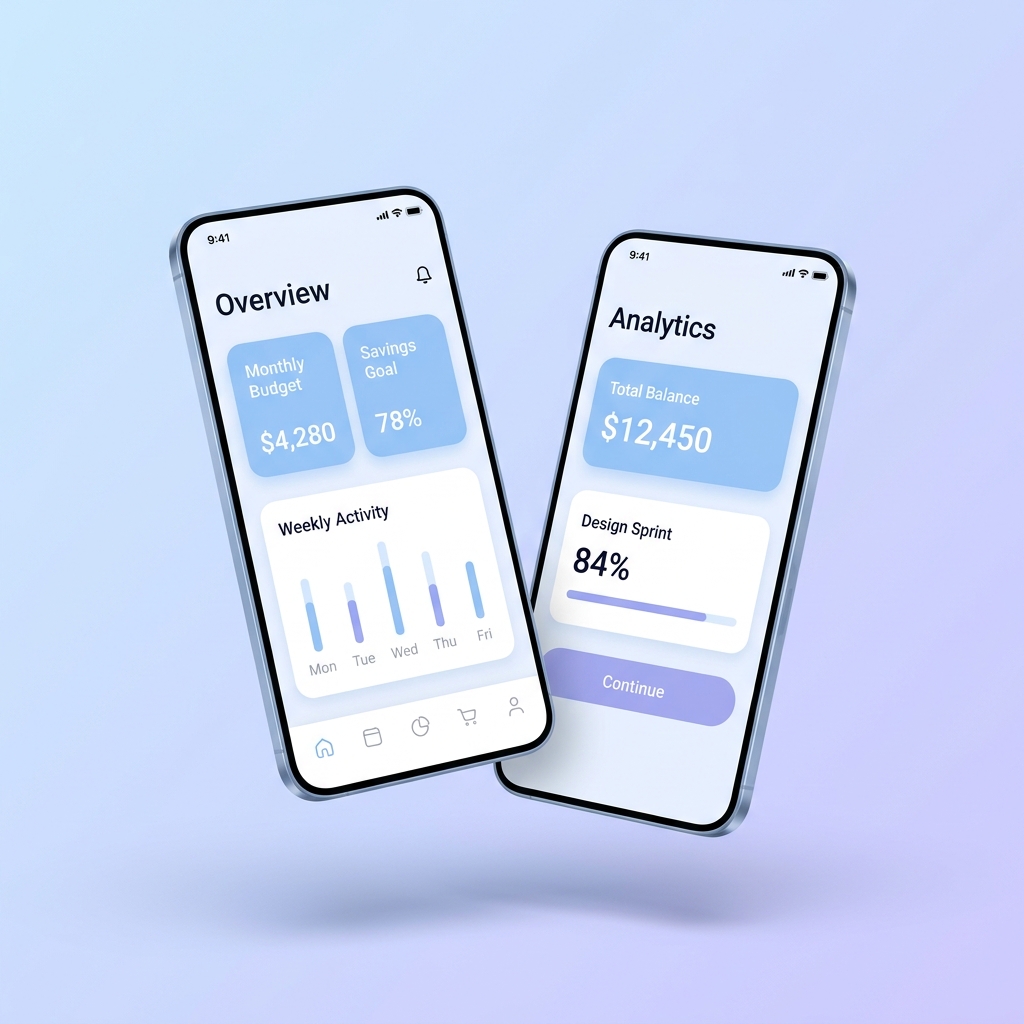 9:41
Overview
Monthly
Budget
$4,280
Savings
Goal
78%
Weekly Activity
Mon Tue Wed Thu Fri
9:41
Analytics
Total Balance
$12,450
Design Sprint
84%
Continue